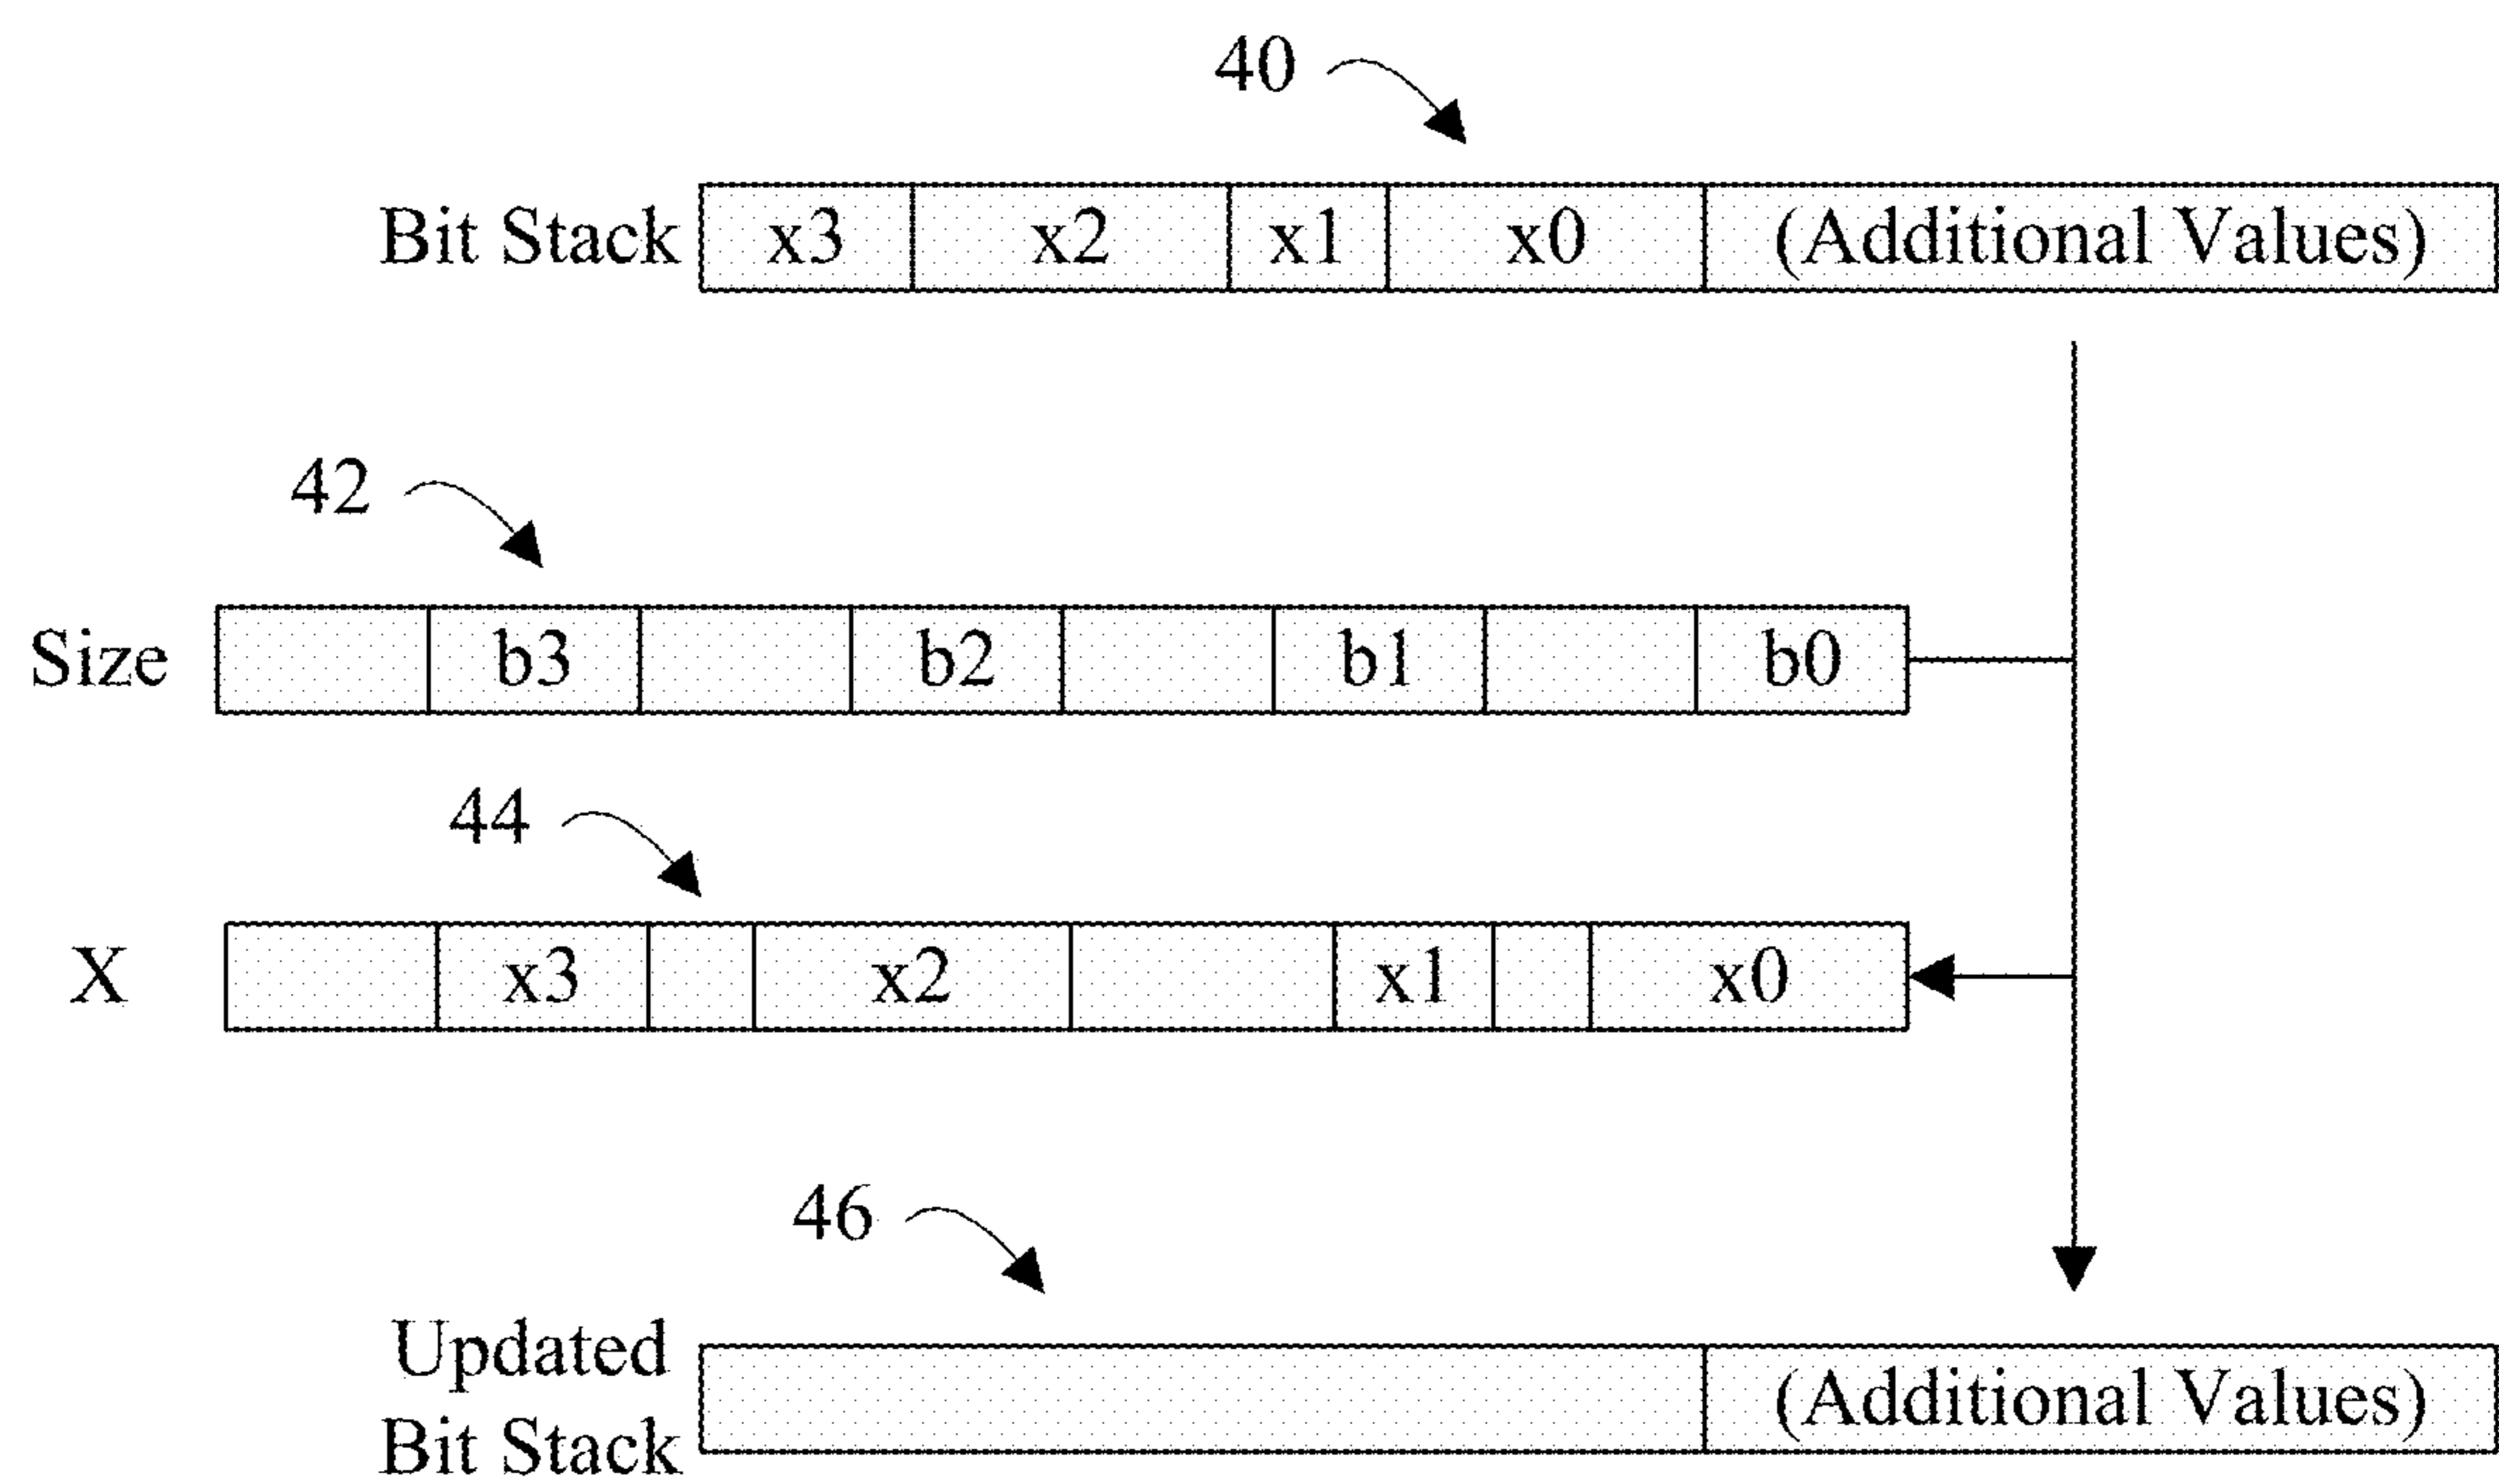 40
Bit Stack x3 x2 x1 x0 (Additional Values)
42
Size b3 b2 b1 b0
44
X x3 x2 x1 x0
46
Updated
Bit Stack
(Additional Values)